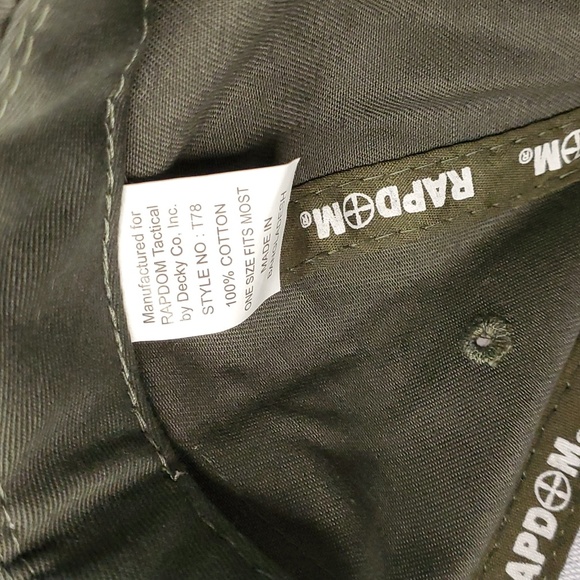 Manufactured for
RAPDOM Tactical
by Decky Co. Inc.
STYLE NO : T78
100% COTTON
ONE SIZE FITS MOST
MADE IN
RAPDOM®
OM®
RAPDOM